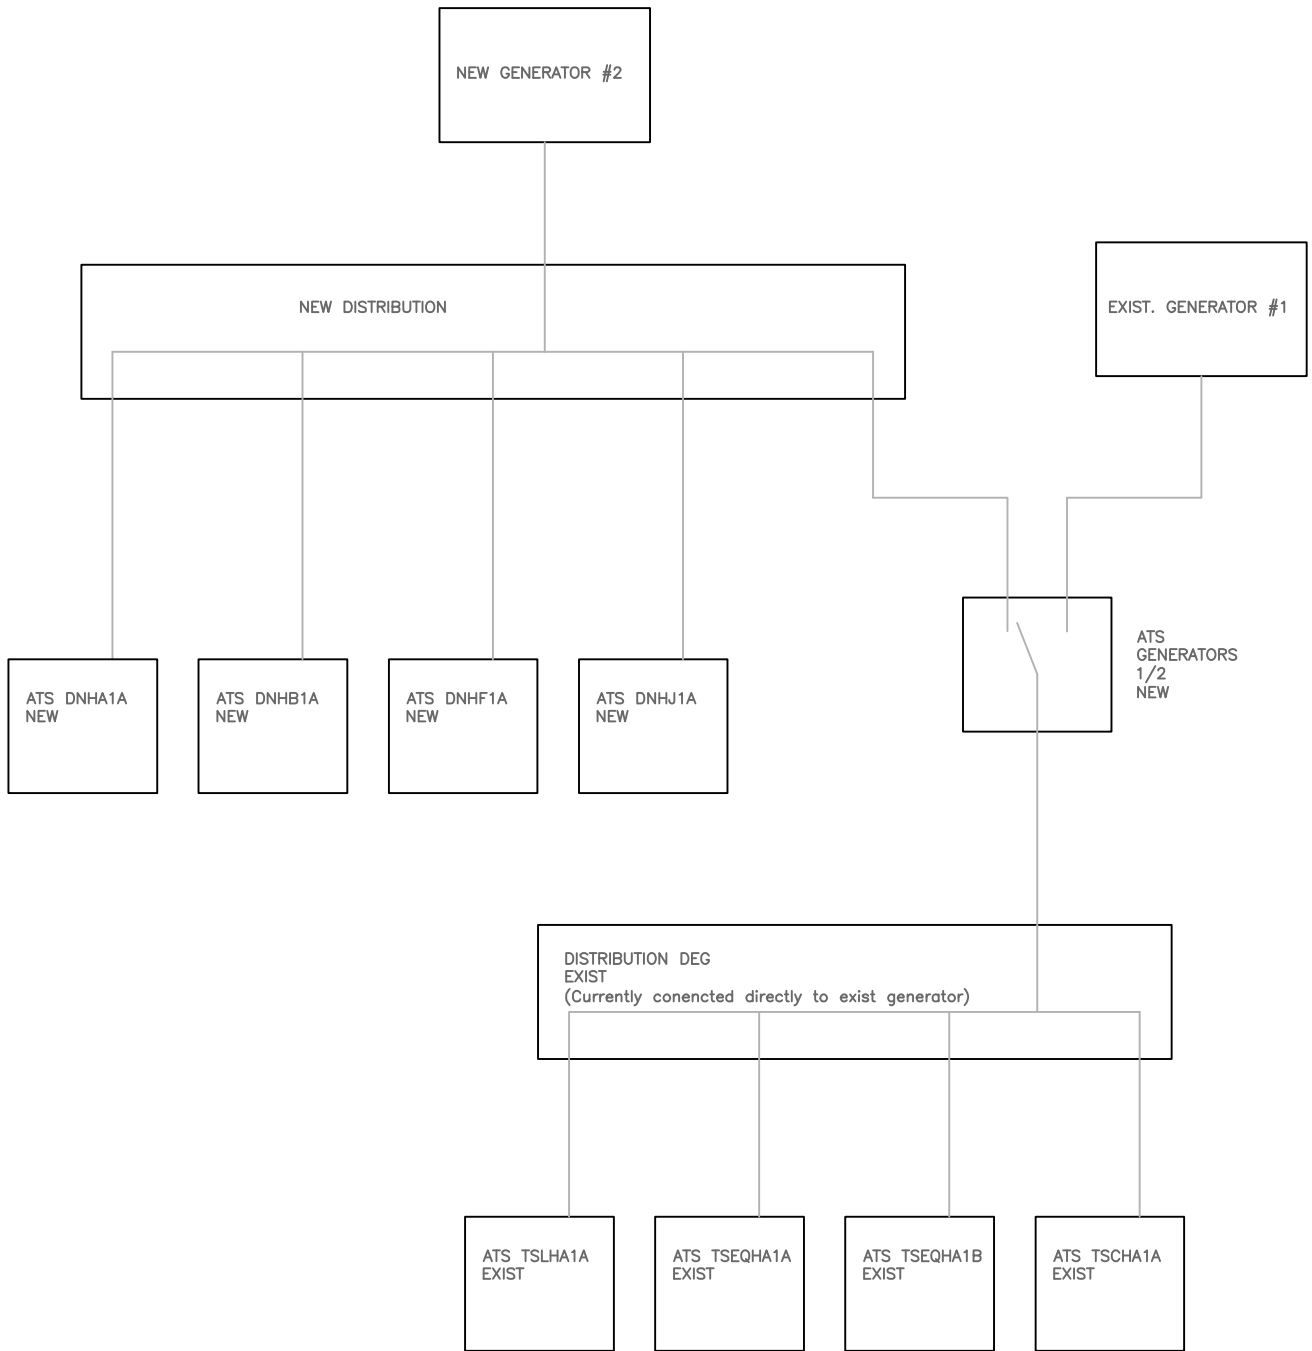 NEW GENERATOR #2
NEW DISTRIBUTION
EXIST. GENERATOR #1
ATS
GENERATORS
1/2
NEW
ATS DNHA1A
NEW
ATS DNHB1A
NEW
ATS DNHF1A
NEW
ATS DNHJ1A
NEW
DISTRIBUTION DEG
EXIST
(Currently conencted directly to exist generator)
ATS TSLHA1A
EXIST
ATS TSEQHA1A
EXIST
ATS TSEQHA1B
EXIST
ATS TSCHA1A
EXIST